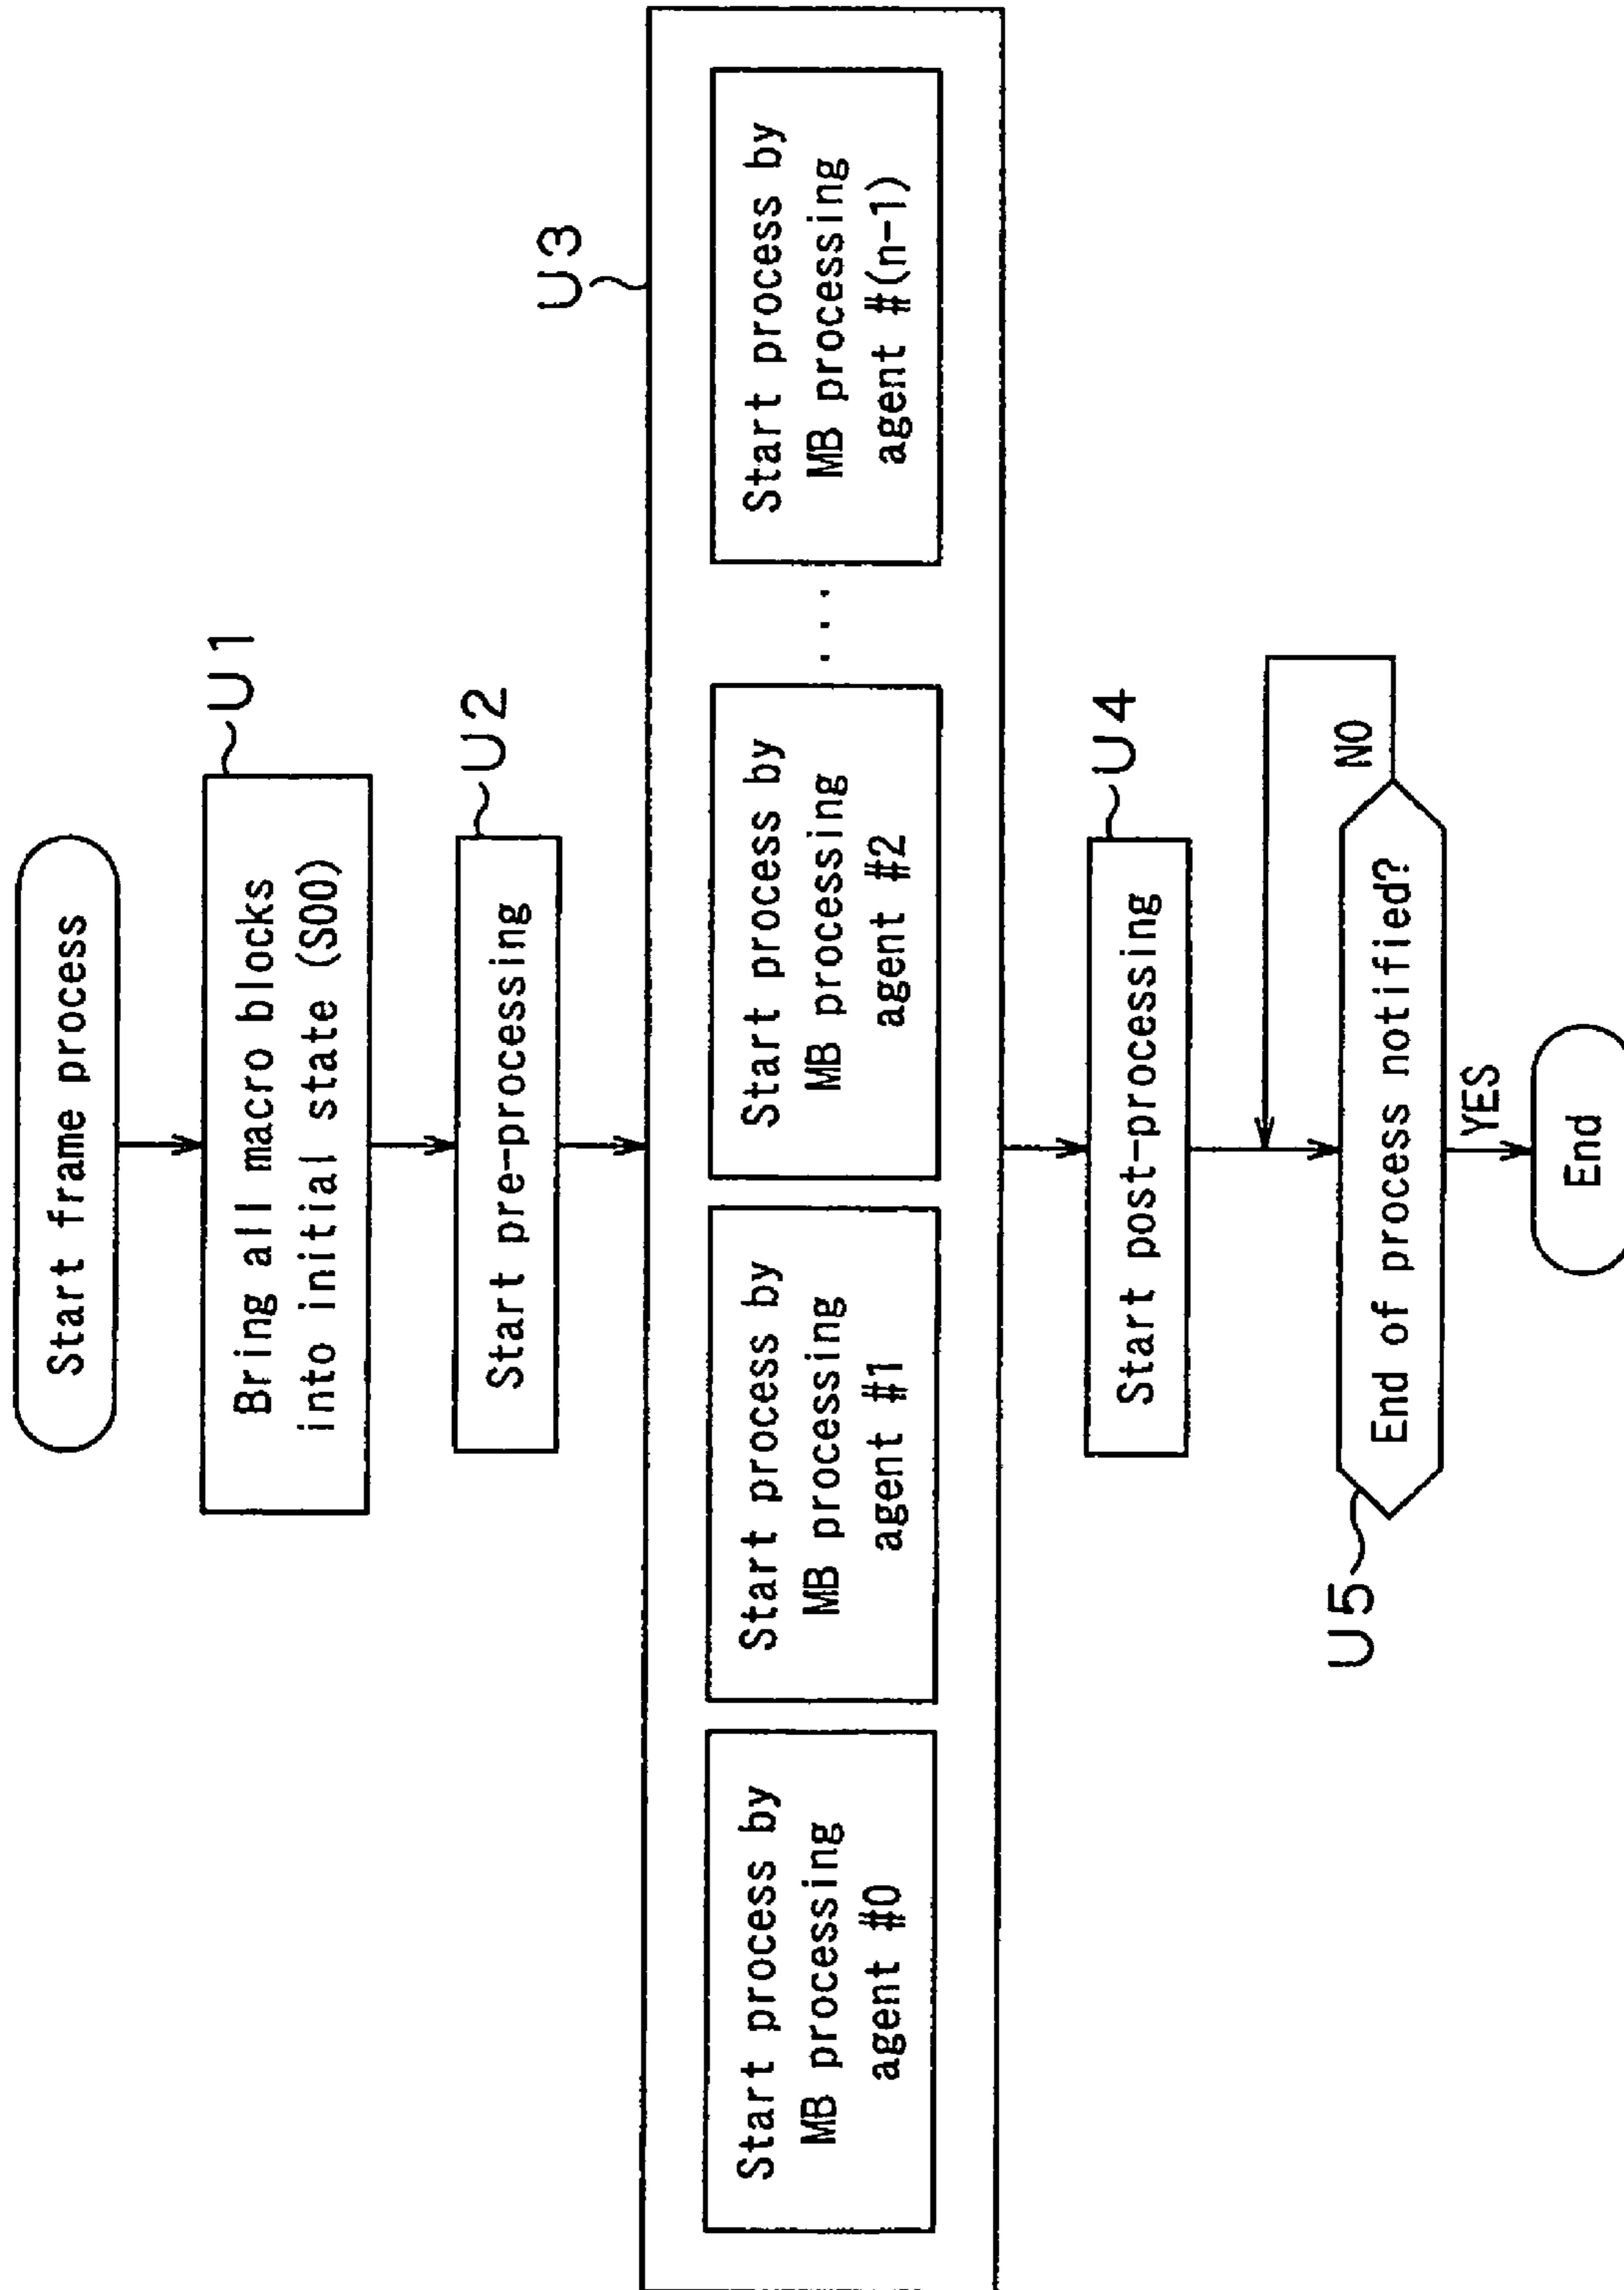 Start frame process
U1
Bring all macro blocks
into initial state (S00)
U2
Start pre-processing
U3
Start process by
MB processing
agent #0
Start process by
MB processing
agent #1
Start process by
MB processing
agent #2
...
Start process by
MB processing
agent #(n-1)
U4
Start post-processing
U5
End of process notified?
NO
YES
End